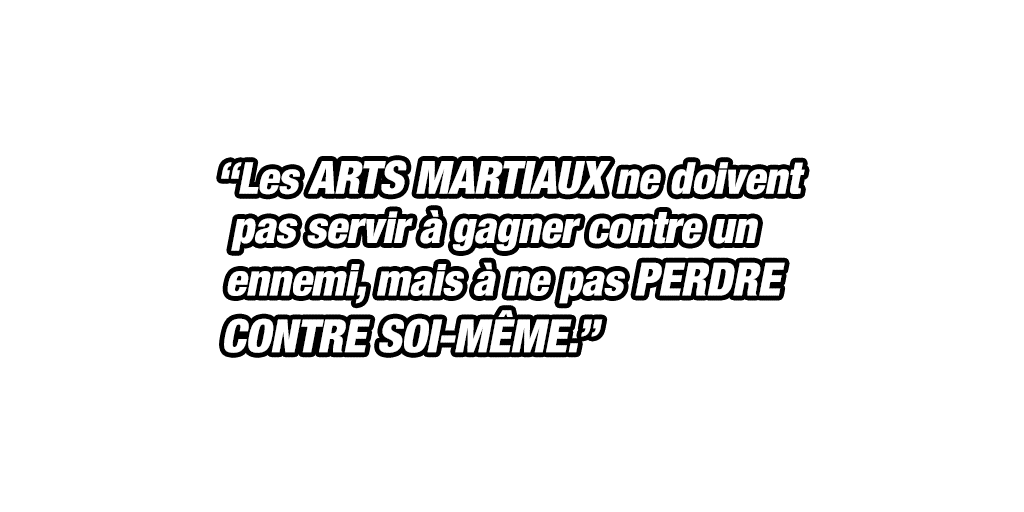 “Les ARTS MARTIAUX ne doivent
pas servir à gagner contre un
ennemi, mais à ne pas PERDRE
CONTRE SOI-MÊME.”